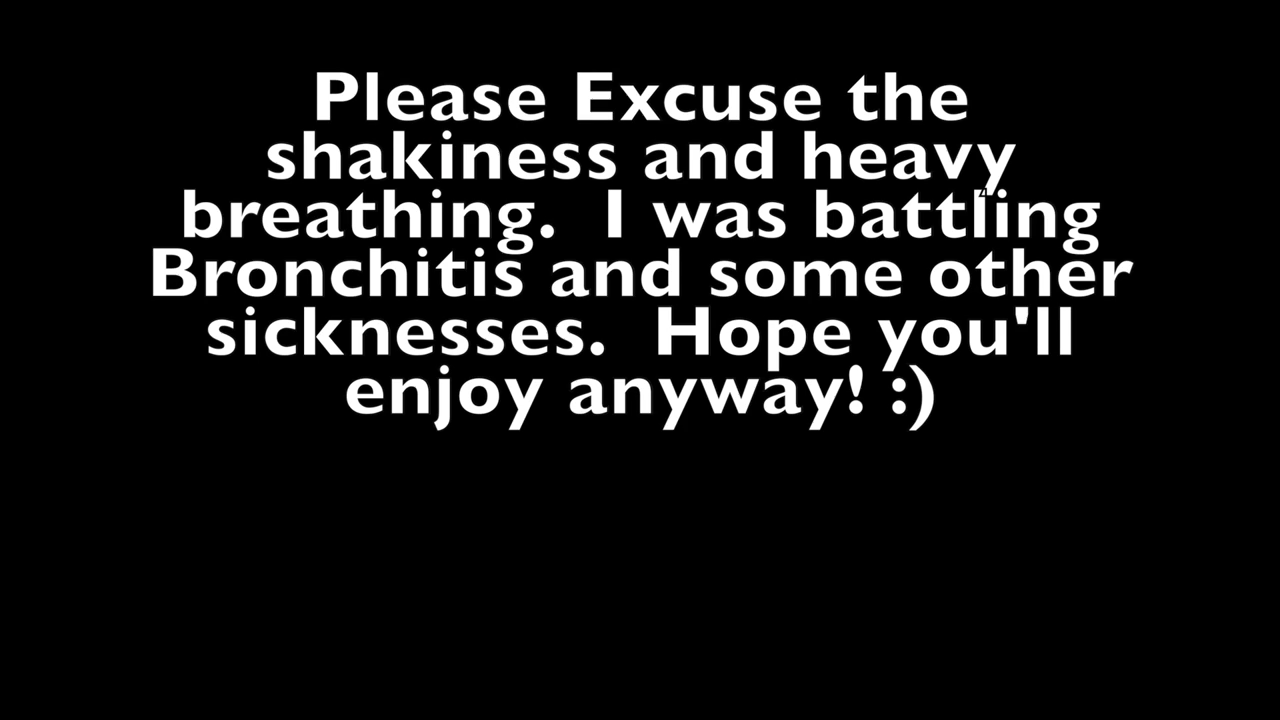 Please Excuse the
shakiness and heavy
breathing.  I was battling
Bronchitis and some other
sicknesses.  Hope you'll
enjoy anyway! :)